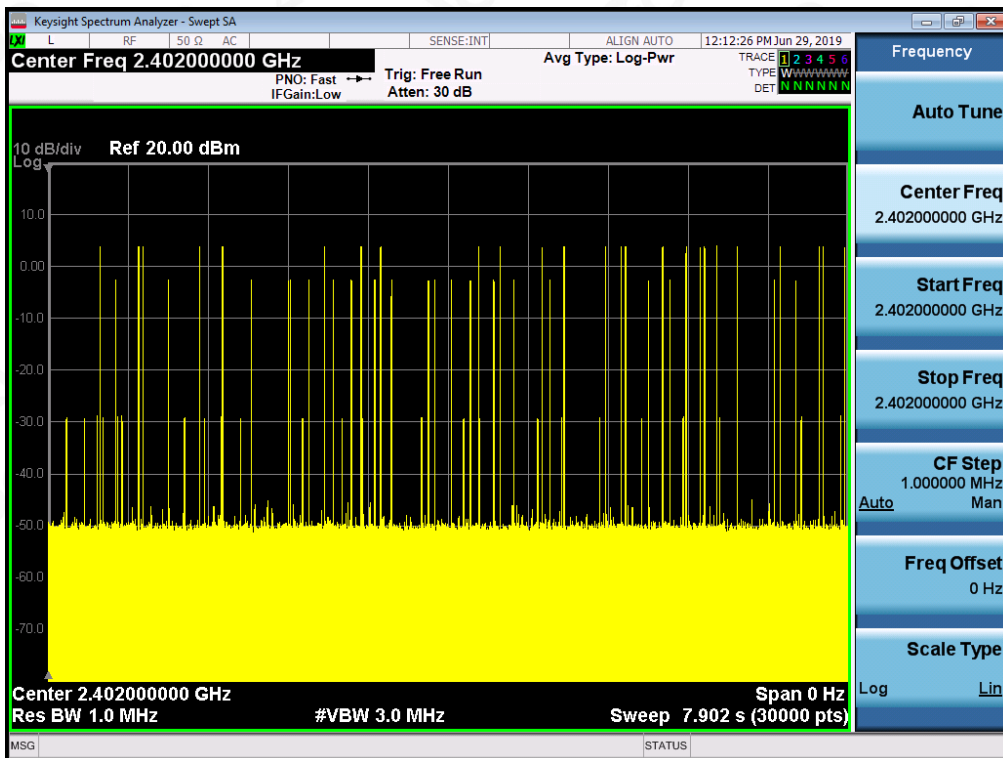 Keysight Spectrum Analyzer - Swept SA
LXI L RF 50 Ω AC SENSE:INT ALIGN AUTO 12:12:26 PM Jun 29, 2019
Center Freq 2.402000000 GHz
PNO: Fast
IFGain:Low
Trig: Free Run
Atten: 30 dB
Avg Type: Log-Pwr
TRACE 1 2 3 4 5 6
TYPE WWWWWW
DET N N N N N N
10 dB/div Ref 20.00 dBm
Log
10.0
0.00
-10.0
-20.0
-30.0
-40.0
-50.0
-60.0
-70.0
Center 2.402000000 GHz Span 0 Hz
Res BW 1.0 MHz #VBW 3.0 MHz Sweep 7.902 s (30000 pts)
MSG STATUS
Frequency
Auto Tune
Center Freq
2.402000000 GHz
Start Freq
2.402000000 GHz
Stop Freq
2.402000000 GHz
CF Step
1.000000 MHz
Auto Man
Freq Offset
0 Hz
Scale Type
Log Lin